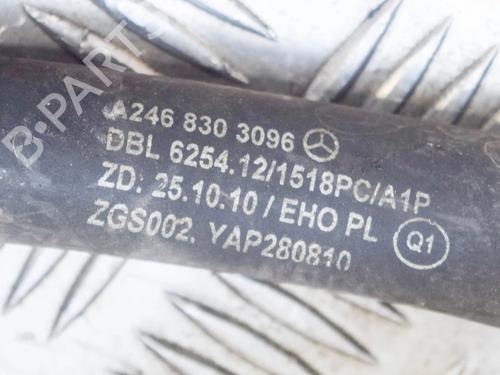 B-PARTS
A246 830 3096
DBL 6254.12/1518PC/A1P
ZD. 25.10.10 / EHO PL
ZGS002. YAP280810
Q1